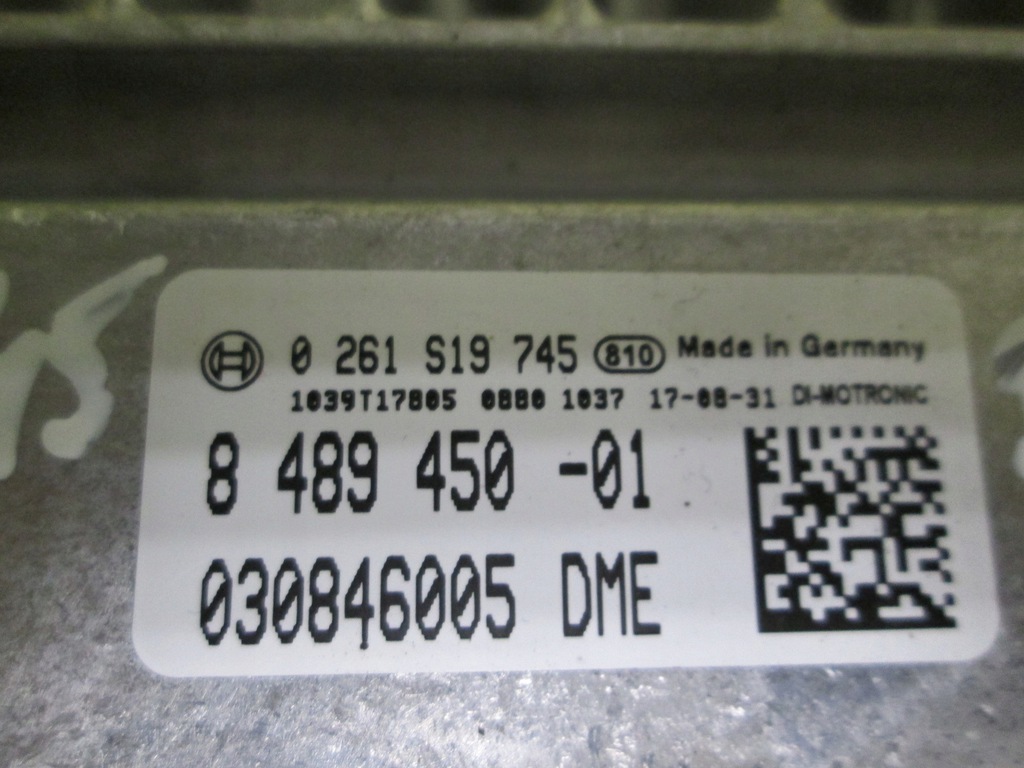 0 261 S19 745 810 Made in Germany
1039T17805 0880 1037 17-08-31 DI-MOTRONIC
8 489 450 -01
030846005 DME